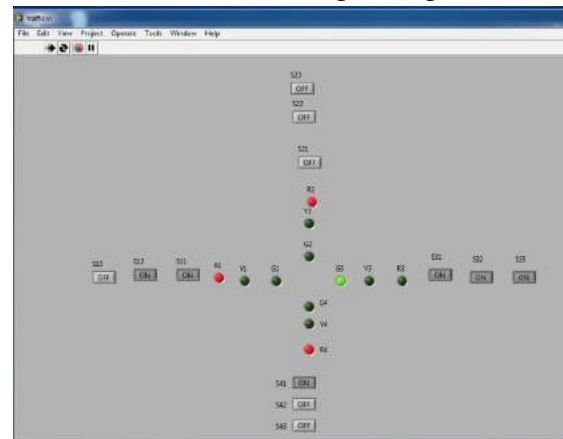 traffic.vi
File Edit View Project Operate Tools Window Help
S23
OFF
S22
OFF
S21
OFF
R2
Y2
G2
S13 S12 S11 R1 Y1 G1 G3 Y3 R3 S31 S32 S33
OFF ON ON ON ON ON
G4
Y4
R4
S41 ON
S42 OFF
S43 OFF